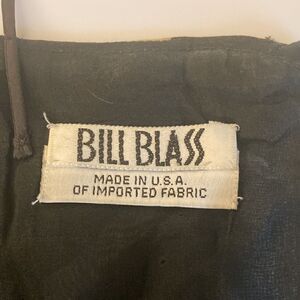 BILL BLASS
MADE IN U.S.A.
OF IMPORTED FABRIC